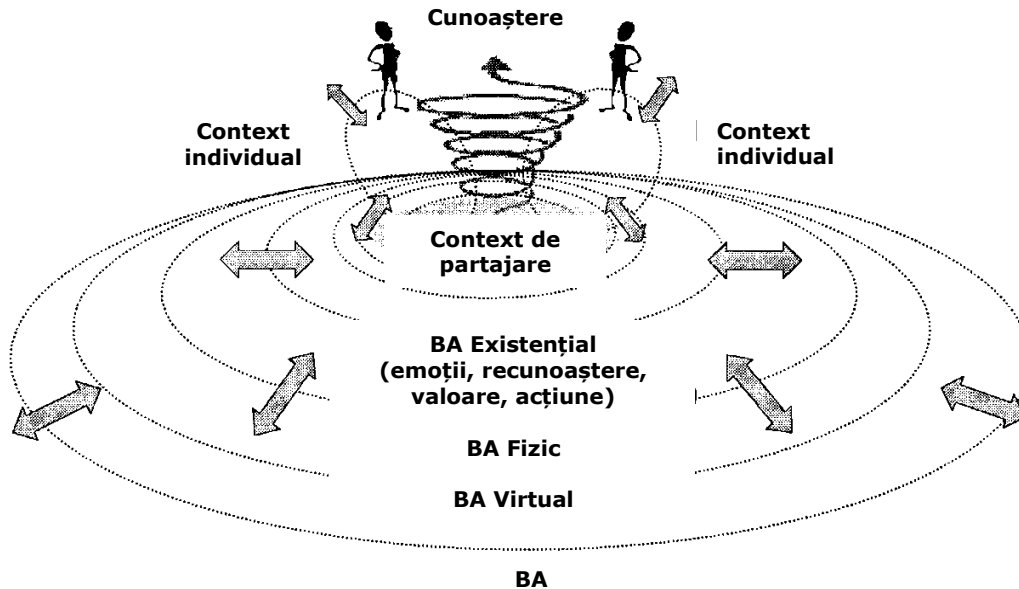 Cunoaștere
Context
individual
Context
individual
Context de
partajare
BA Existențial
(emoții, recunoaștere,
valoare, acțiune)
BA Fizic
BA Virtual
BA